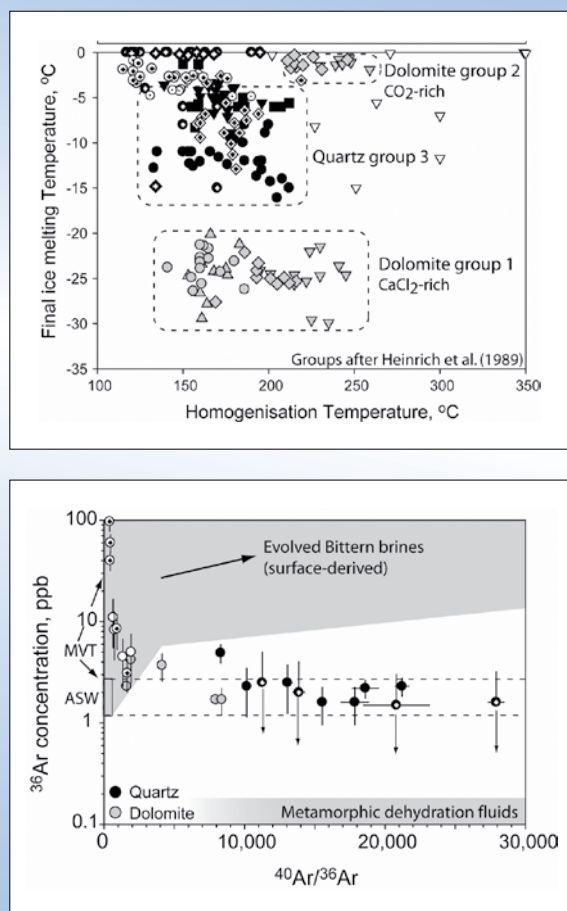 0
-5
-10
-15
-20
-25
-30
-35
Final ice melting Temperature, °C
Dolomite group 2
CO2-rich
Quartz group 3
Dolomite group 1
CaCl2-rich
Groups after Heinrich et al. (1989)
100 150 200 250 300 350
Homogenisation Temperature, °C
100
10
1
0.1
36Ar concentration, ppb
Evolved Bittern brines
(surface-derived)
MVT
ASW
Quartz
Dolomite
Metamorphic dehydration fluids
0 10,000 20,000 30,000
40Ar/36Ar